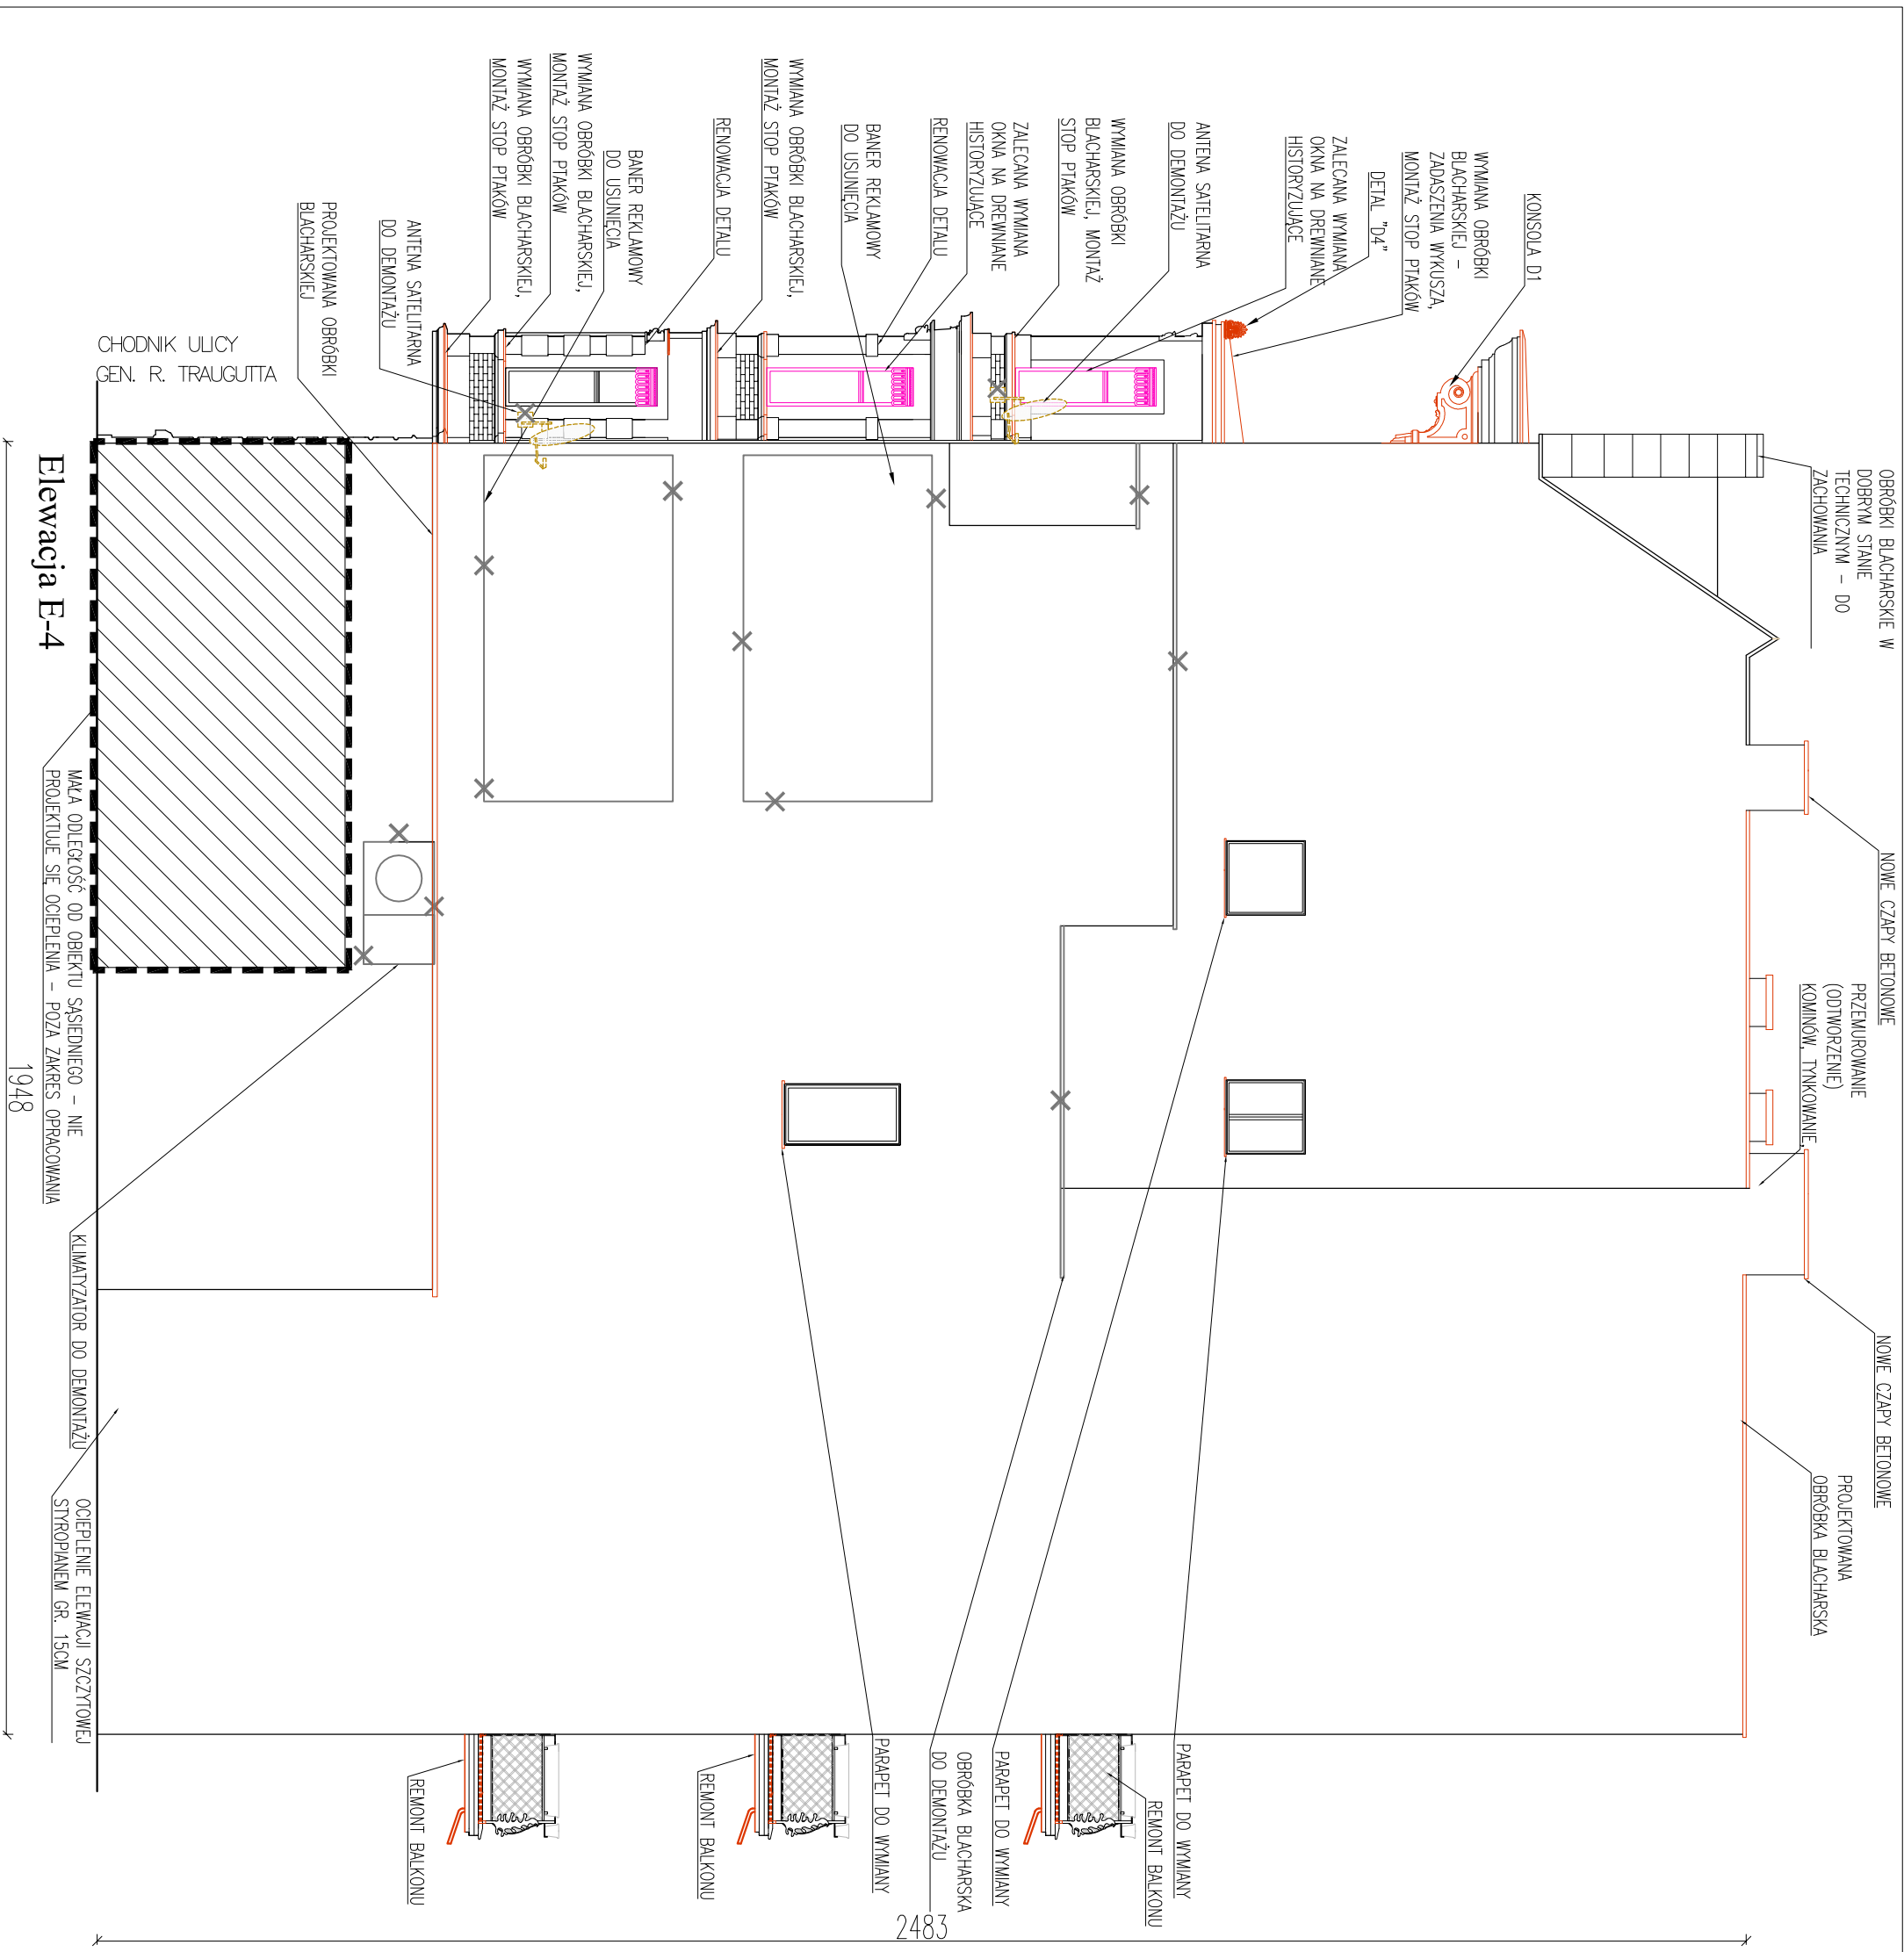 KONSOLA D1
WYMIANA OBRÓBKI
BLACHARSKIEJ –
ZADASZENIA WYKUSZA,
MONTAŻ STOP PTAKÓW
DETAL "D4"
ZALECANA WYMIANA
OKNA NA DREWNIANE
HISTORYZUJĄCE
ANTENA SATELITARNA
DO DEMONTAŻU
WYMIANA OBRÓBKI
BLACHARSKIEJ, MONTAŻ
STOP PTAKÓW
ZALECANA WYMIANA
OKNA NA DREWNIANE
HISTORYZUJĄCE
RENOWACJA DETALU
BANER REKLAMOWY
DO USUNIĘCIA
WYMIANA OBRÓBKI BLACHARSKIEJ,
MONTAŻ STOP PTAKÓW
RENOWACJA DETALU
BANER REKLAMOWY
DO USUNIĘCIA
WYMIANA OBRÓBKI BLACHARSKIEJ,
MONTAŻ STOP PTAKÓW
WYMIANA OBRÓBKI BLACHARSKIEJ,
MONTAŻ STOP PTAKÓW
ANTENA SATELITARNA
DO DEMONTAŻU
PROJEKTOWANA OBRÓBKI
BLACHARSKIEJ
CHODNIK ULICY
GEN. R. TRAUGUTTA
OBRÓBKI BLACHARSKIE W
DOBRYM STANIE
TECHNICZNYM – DO
ZACHOWANIA
NOWE CZAPY BETONOWE
PRZEMUROWANIE
(ODTWORZENIE)
KOMINÓW, TYNKOWANIE,
NOWE CZAPY BETONOWE
PROJEKTOWANA
OBRÓBKA BLACHARSKA
PARAPET DO WYMIANY
REMONT BALKONU
PARAPET DO WYMIANY
OBRÓBKA BLACHARSKA
DO DEMONTAŻU
PARAPET DO WYMIANY
REMONT BALKONU
REMONT BALKONU
2483
Elewacja E-4
MAŁA ODLEGŁOŚĆ OD OBIEKTU SĄSIEDNIEGO – NIE
PROJEKTUJE SIĘ OCIEPLENIA – POZA ZAKRES OPRACOWANIA
KLIMATYZATOR DO DEMONTAŻU
OCIEPLENIE ELEWACJI SZCZYTOWEJ
STYROPIANEM GR. 15CM
1948